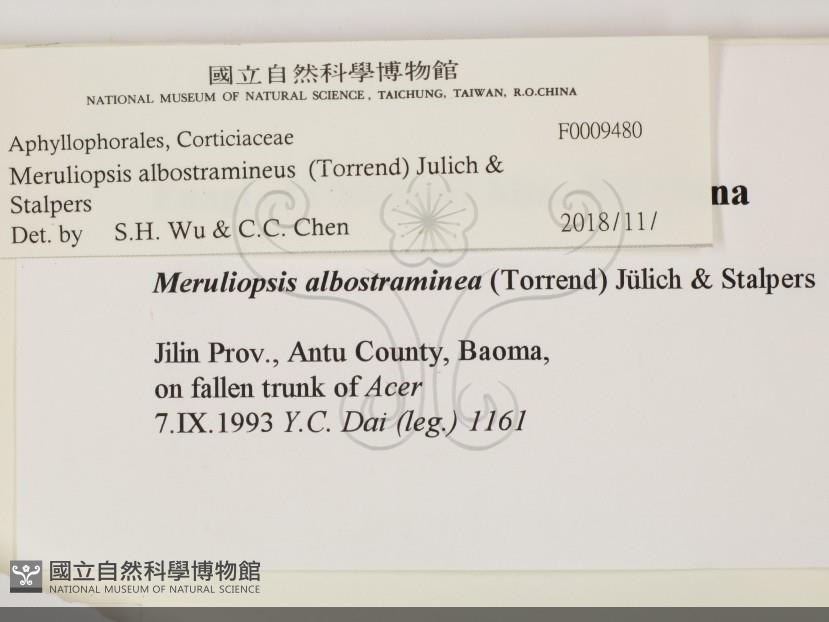 國立自然科學博物館
NATIONAL MUSEUM OF NATURAL SCIENCE, TAICHUNG, TAIWAN, R.O.CHINA
Aphyllophorales, Corticiaceae F0009480
Meruliopsis albostramineus (Torrend) Julich &
Stalpers
Det. by S.H. Wu & C.C. Chen 2018/11/
na
Meruliopsis albostraminea (Torrend) Jülich & Stalpers
Jilin Prov., Antu County, Baoma,
on fallen trunk of Acer
7.IX.1993 Y.C. Dai (leg.) 1161
國立自然科學博物館
NATIONAL MUSEUM OF NATURAL SCIENCE